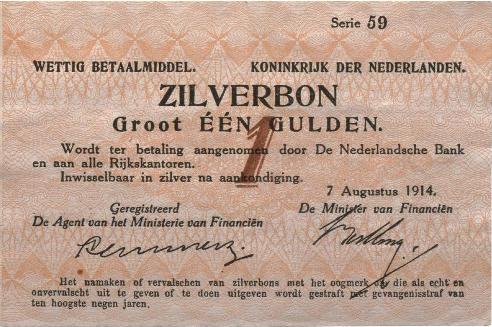 Serie 59
WETTIG BETAALMIDDEL. KONINKRIJK DER NEDERLANDEN.
ZILVERBON
Groot ÉÉN GULDEN.
1
Wordt ter betaling aangenomen door De Nederlandsche Bank
en aan alle Rijkskantoren.
Inwisselbaar in zilver na aankondiging.
7 Augustus 1914.
Geregistreerd
De Agent van het Ministerie van Financiën
De Minister van Financiën
Het namaken of vervalschen van zilverbons met het oogmerk om die als echt en
onvervalscht uit te geven of te doen uitgeven wordt gestraft met gevangenisstraf van
ten hoogste negen jaren.